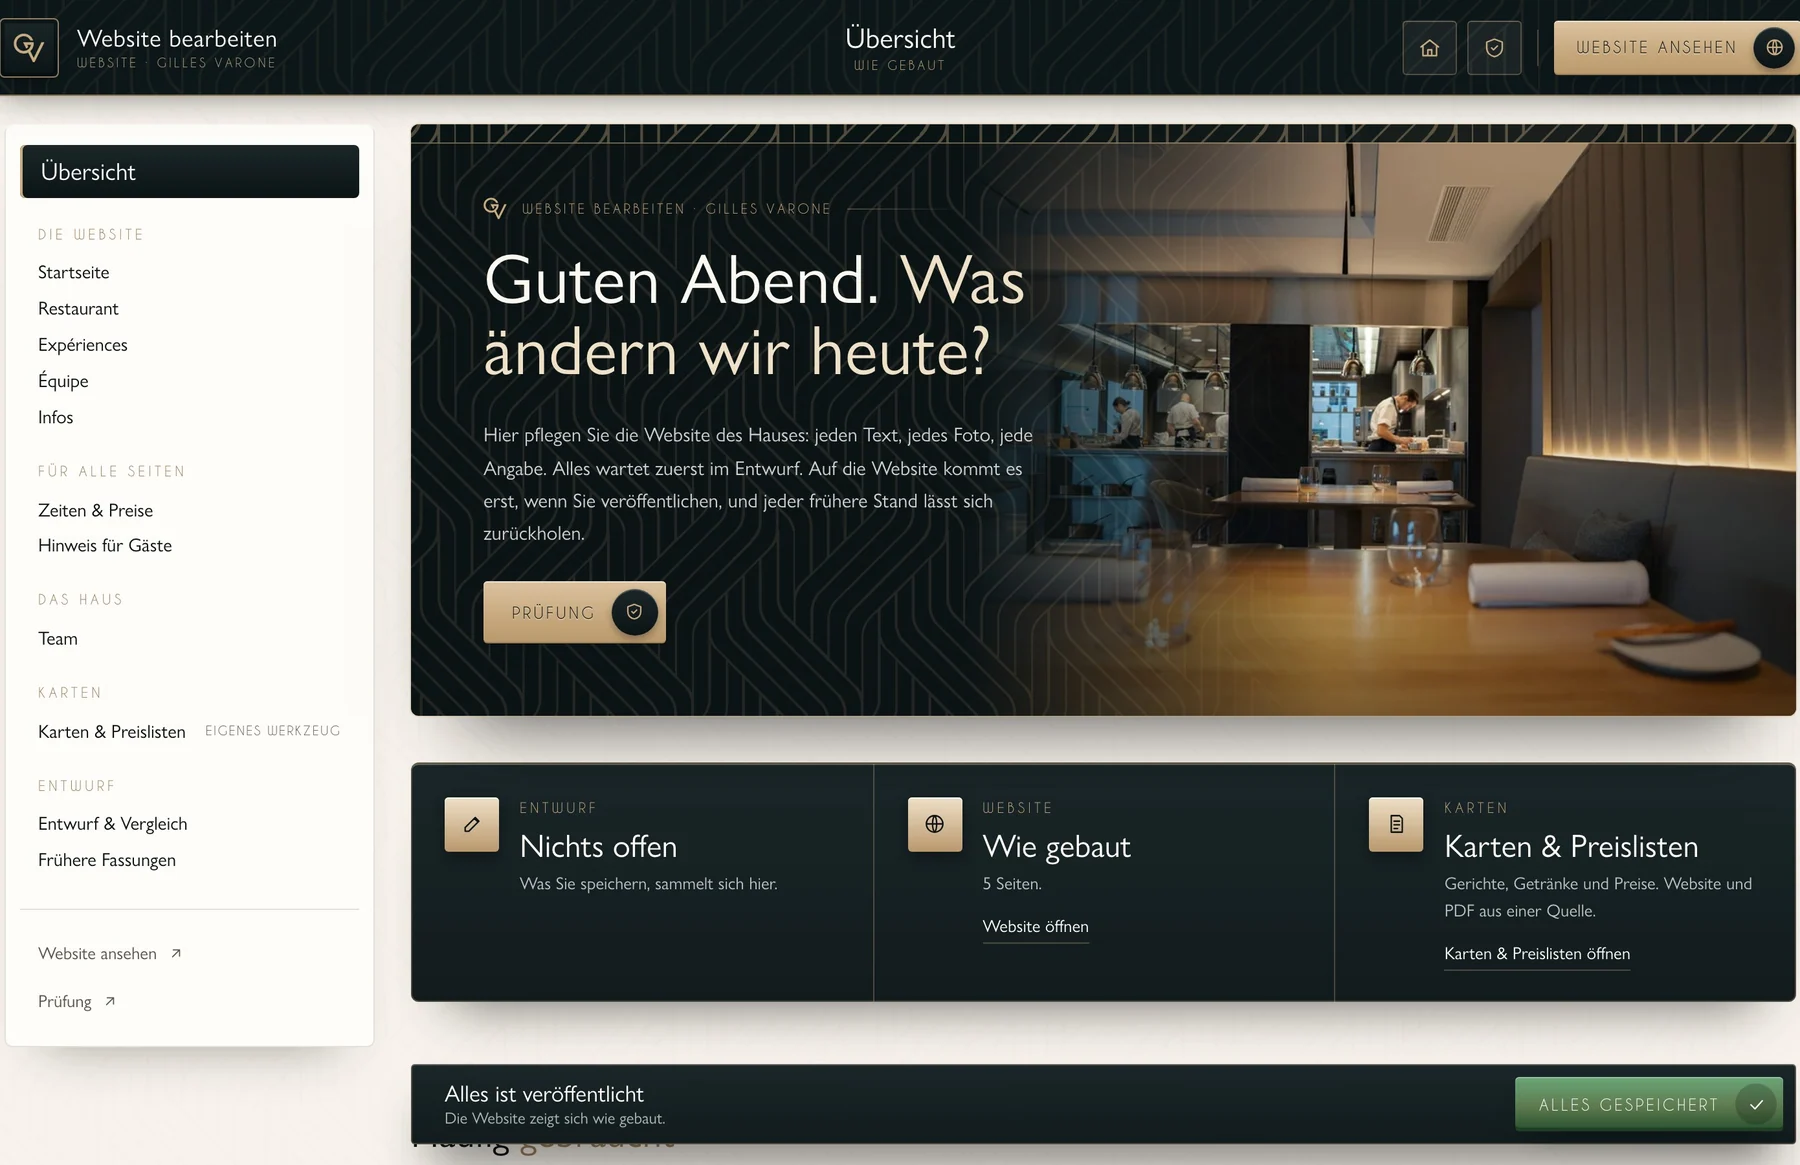 GV
Website bearbeiten
WEBSITE · GILLES VARONE
Übersicht
WIE GEBAUT
WEBSITE ANSEHEN
Übersicht
DIE WEBSITE
Startseite
Restaurant
Expériences
Équipe
Infos
FÜR ALLE SEITEN
Zeiten & Preise
Hinweis für Gäste
DAS HAUS
Team
KARTEN
Karten & Preislisten EIGENES WERKZEUG
ENTWURF
Entwurf & Vergleich
Frühere Fassungen
Website ansehen
Prüfung
GV WEBSITE BEARBEITEN · GILLES VARONE
Guten Abend. Was
ändern wir heute?
Hier pflegen Sie die Website des Hauses: jeden Text, jedes Foto, jede
Angabe. Alles wartet zuerst im Entwurf. Auf die Website kommt es
erst, wenn Sie veröffentlichen, und jeder frühere Stand lässt sich
zurückholen.
PRÜFUNG
ENTWURF
Nichts offen
Was Sie speichern, sammelt sich hier.
WEBSITE
Wie gebaut
5 Seiten.
Website öffnen
KARTEN
Karten & Preislisten
Gerichte, Getränke und Preise. Website und
PDF aus einer Quelle.
Karten & Preislisten öffnen
Alles ist veröffentlicht
Die Website zeigt sich wie gebaut.
ALLES GESPEICHERT